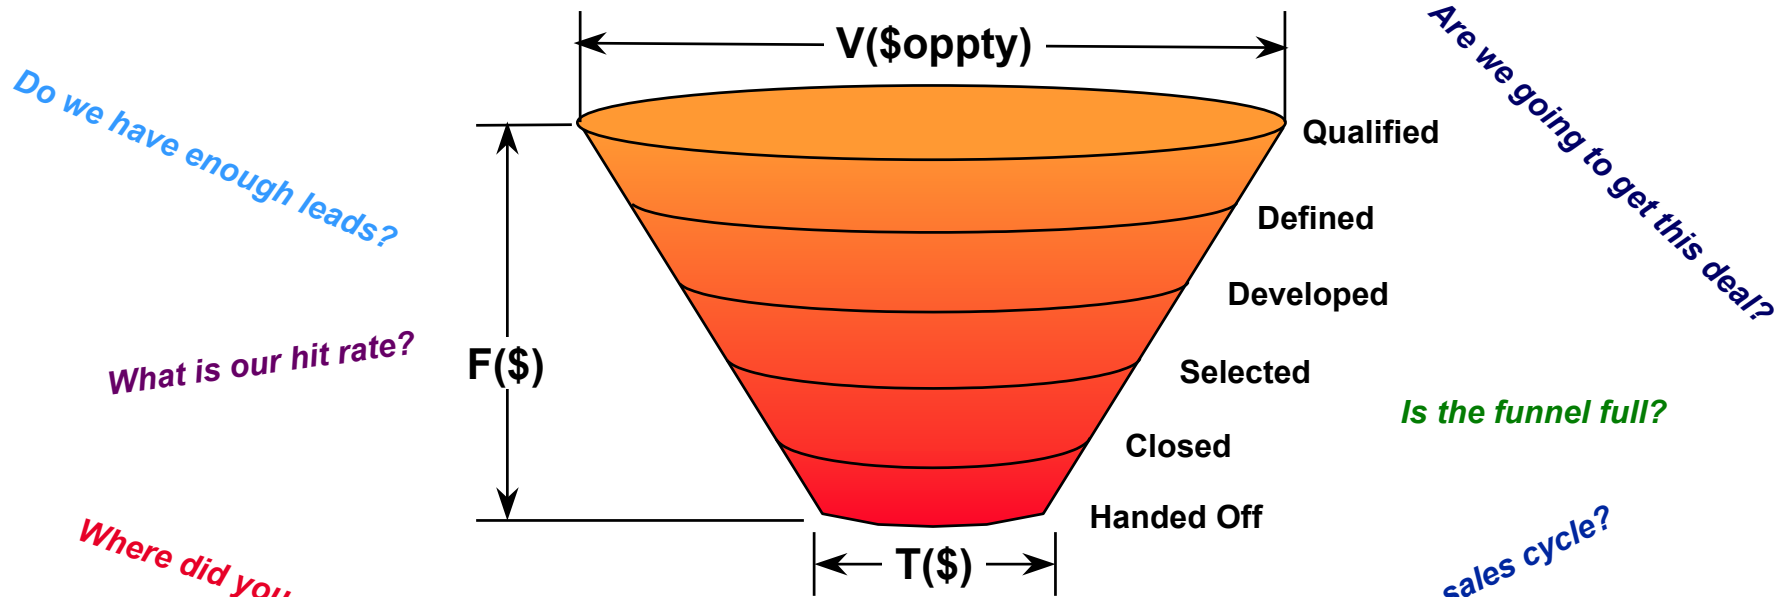 V($oppty)
Are we going to get this deal?
Do we have enough leads?
Qualified
Defined
Developed
What is our hit rate?
F($)
Selected
Is the funnel full?
Closed
Handed Off
Where did you
T($)
sales cycle?